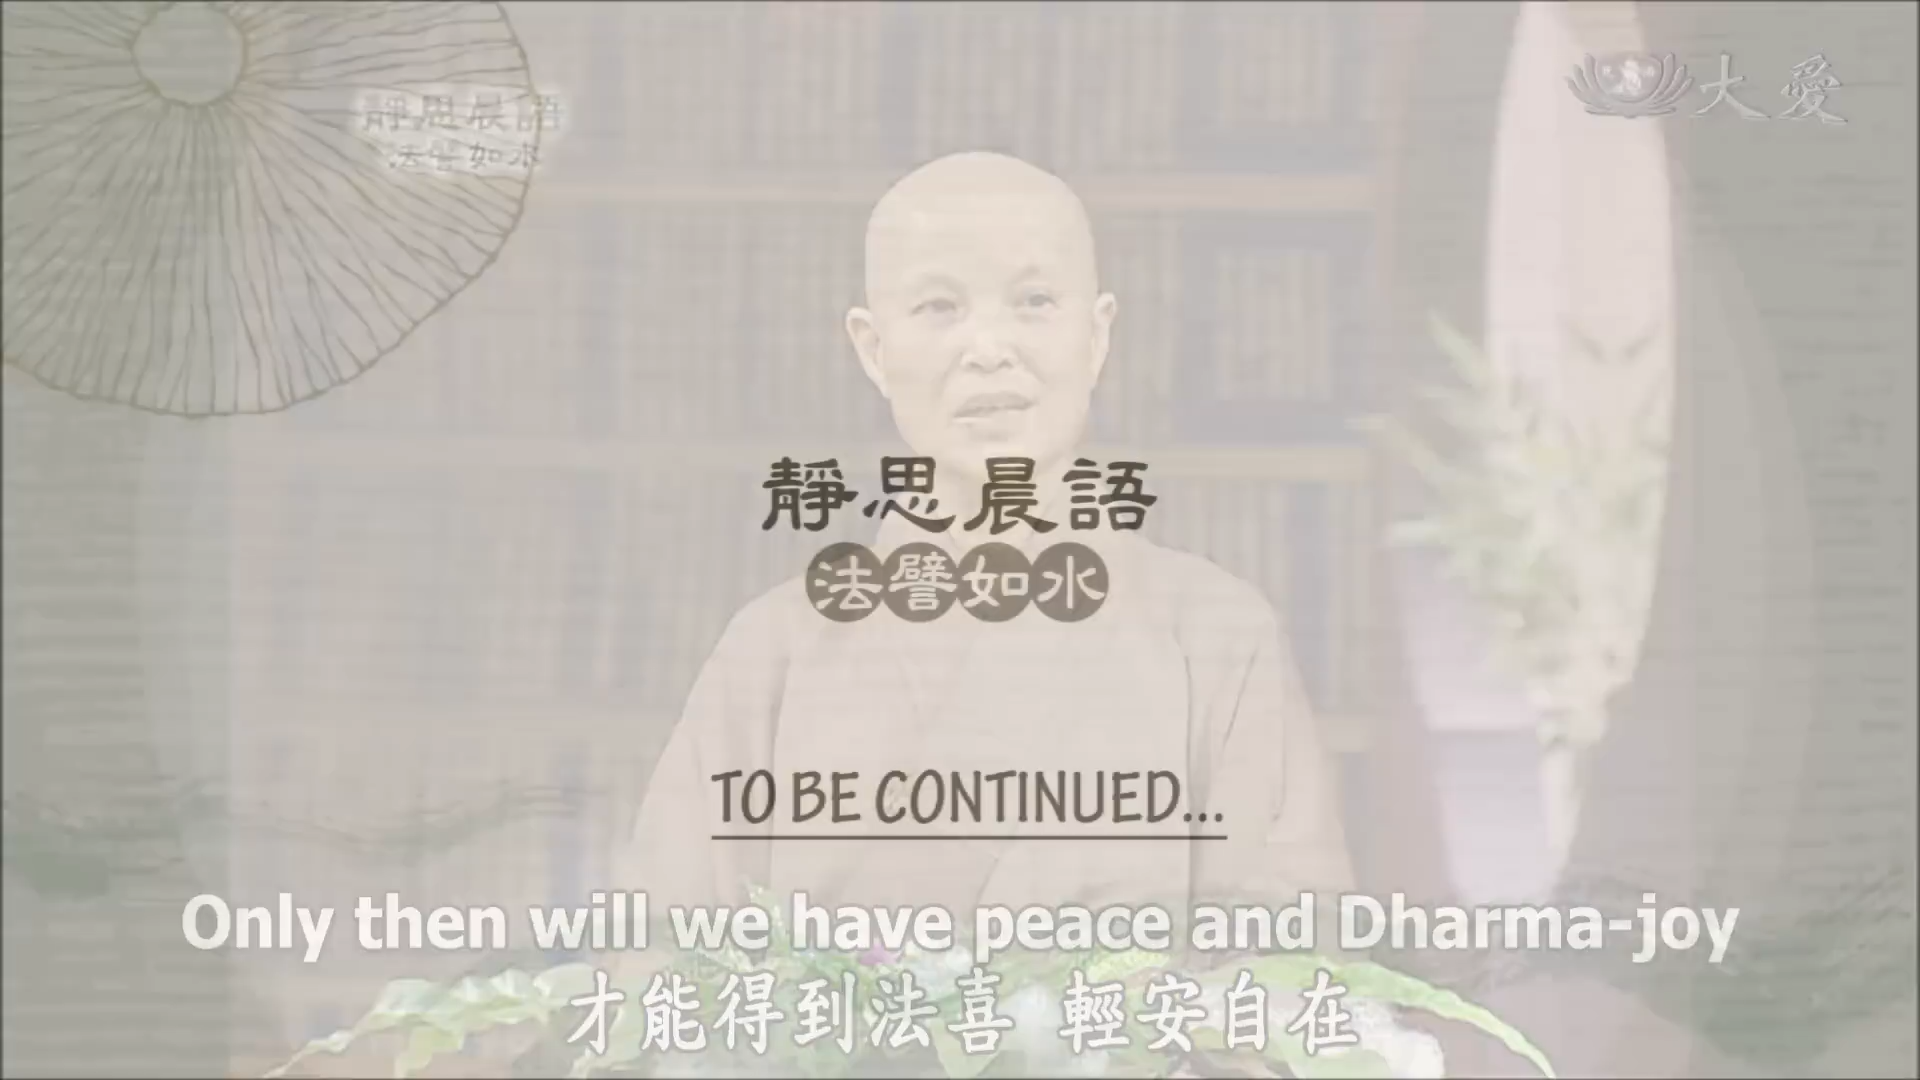 靜思晨語
法譬如水
大愛
靜思晨語
法譬如水
TO BE CONTINUED...
Only then will we have peace and Dharma-joy
才能得到法喜 輕安自在